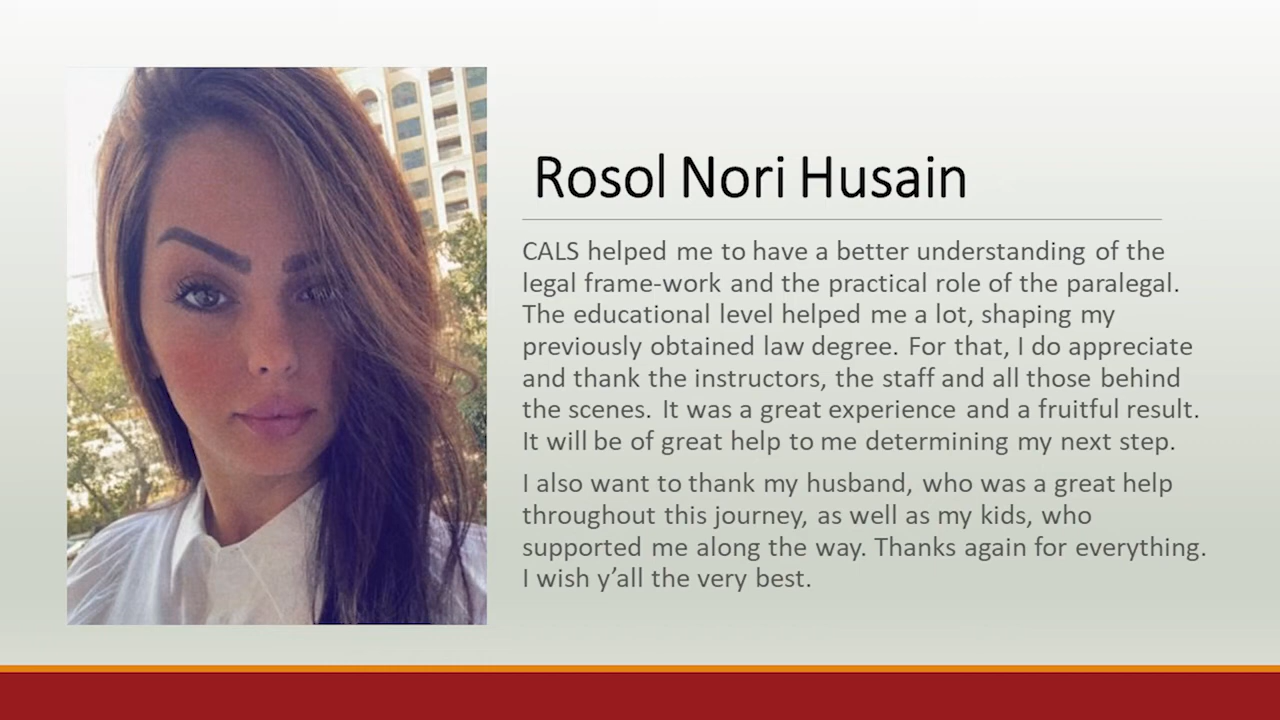 Rosol Nori Husain
CALS helped me to have a better understanding of the
legal frame-work and the practical role of the paralegal.
The educational level helped me a lot, shaping my
previously obtained law degree. For that, I do appreciate
and thank the instructors, the staff and all those behind
the scenes. It was a great experience and a fruitful result.
It will be of great help to me determining my next step.
I also want to thank my husband, who was a great help
throughout this journey, as well as my kids, who
supported me along the way. Thanks again for everything.
I wish y’all the very best.